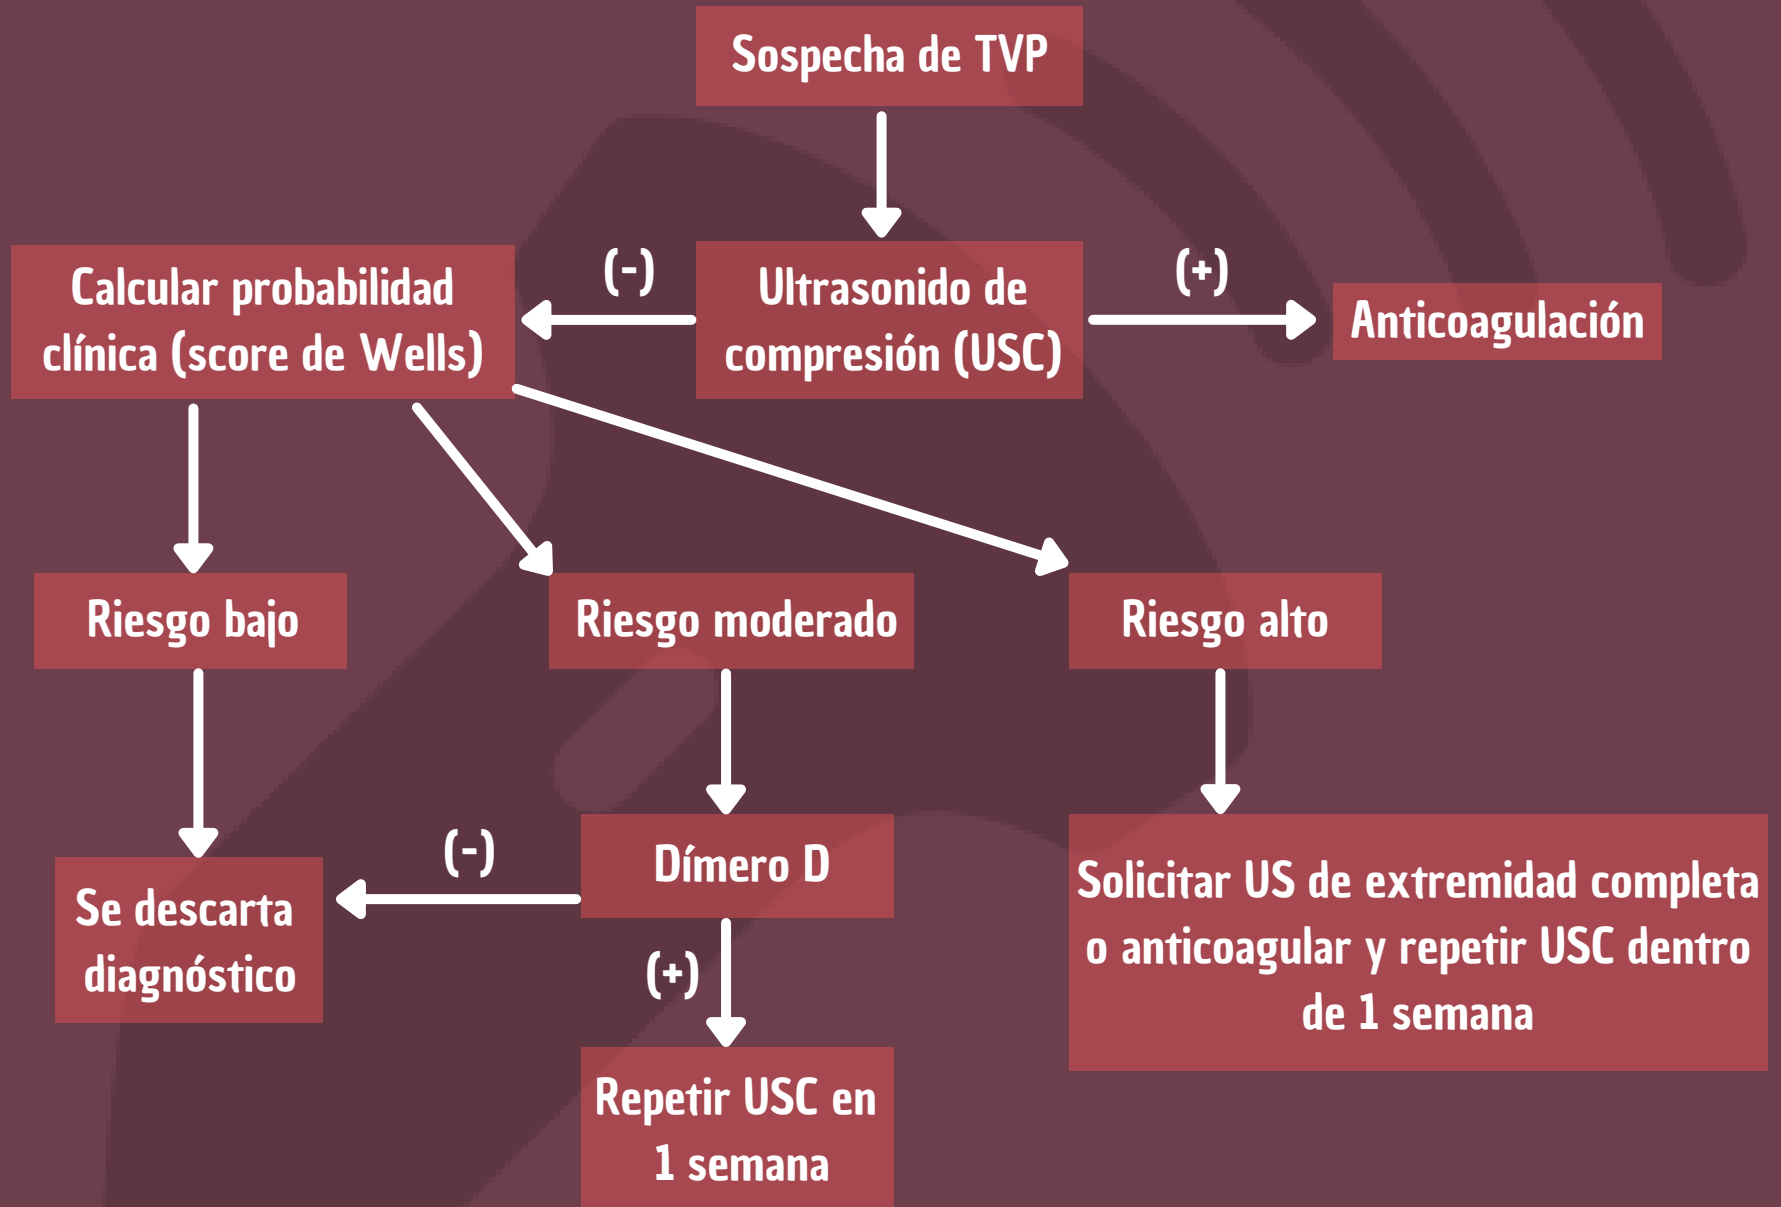 Sospecha de TVP
Calcular probabilidad
clínica (score de Wells)
(-)
Ultrasonido de
compresión (USC)
(+)
Anticoagulación
Riesgo bajo
Riesgo moderado
Riesgo alto
Se descarta
diagnóstico
(-)
Dímero D
(+)
Repetir USC en
1 semana
Solicitar US de extremidad completa
o anticoagular y repetir USC dentro
de 1 semana